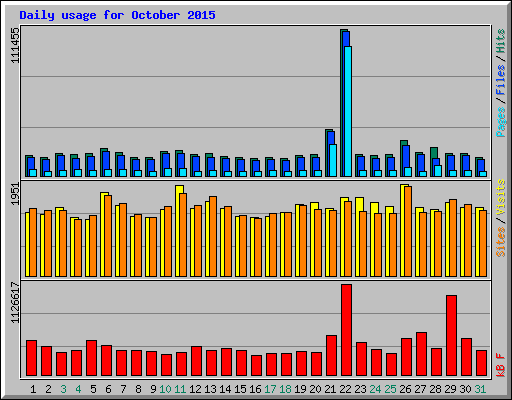 Daily usage for October 2015
111455
Pages / Files / Hits
1951
Sites / Visits
1126617
kB F
1 2 3 4 5 6 7 8 9 10 11 12 13 14 15 16 17 18 19 20 21 22 23 24 25 26 27 28 29 30 31